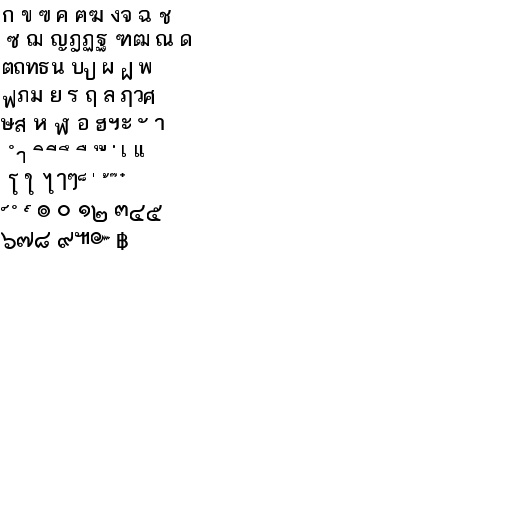 ก ข ฃ ค ฅฆ งจ ฉ ช
ซ ฌ ญฎฏฐ ฑฒ ณ ด
ตถทธน บป ผ ฝ พ
ฟภม ย ร ฤ ล ฦวศ
ษส ห ฬ อ ฮฯะ ั า
ำ ิ ี ึ ื ุ ู ฺ เ แ
โ ใ ไ ๅๆ ็ ่ ้ ๊ ๋
์ ํ ๎ ๏ ๐ ๑๒ ๓๔๕
๖๗๘ ๙๚๛ ฿